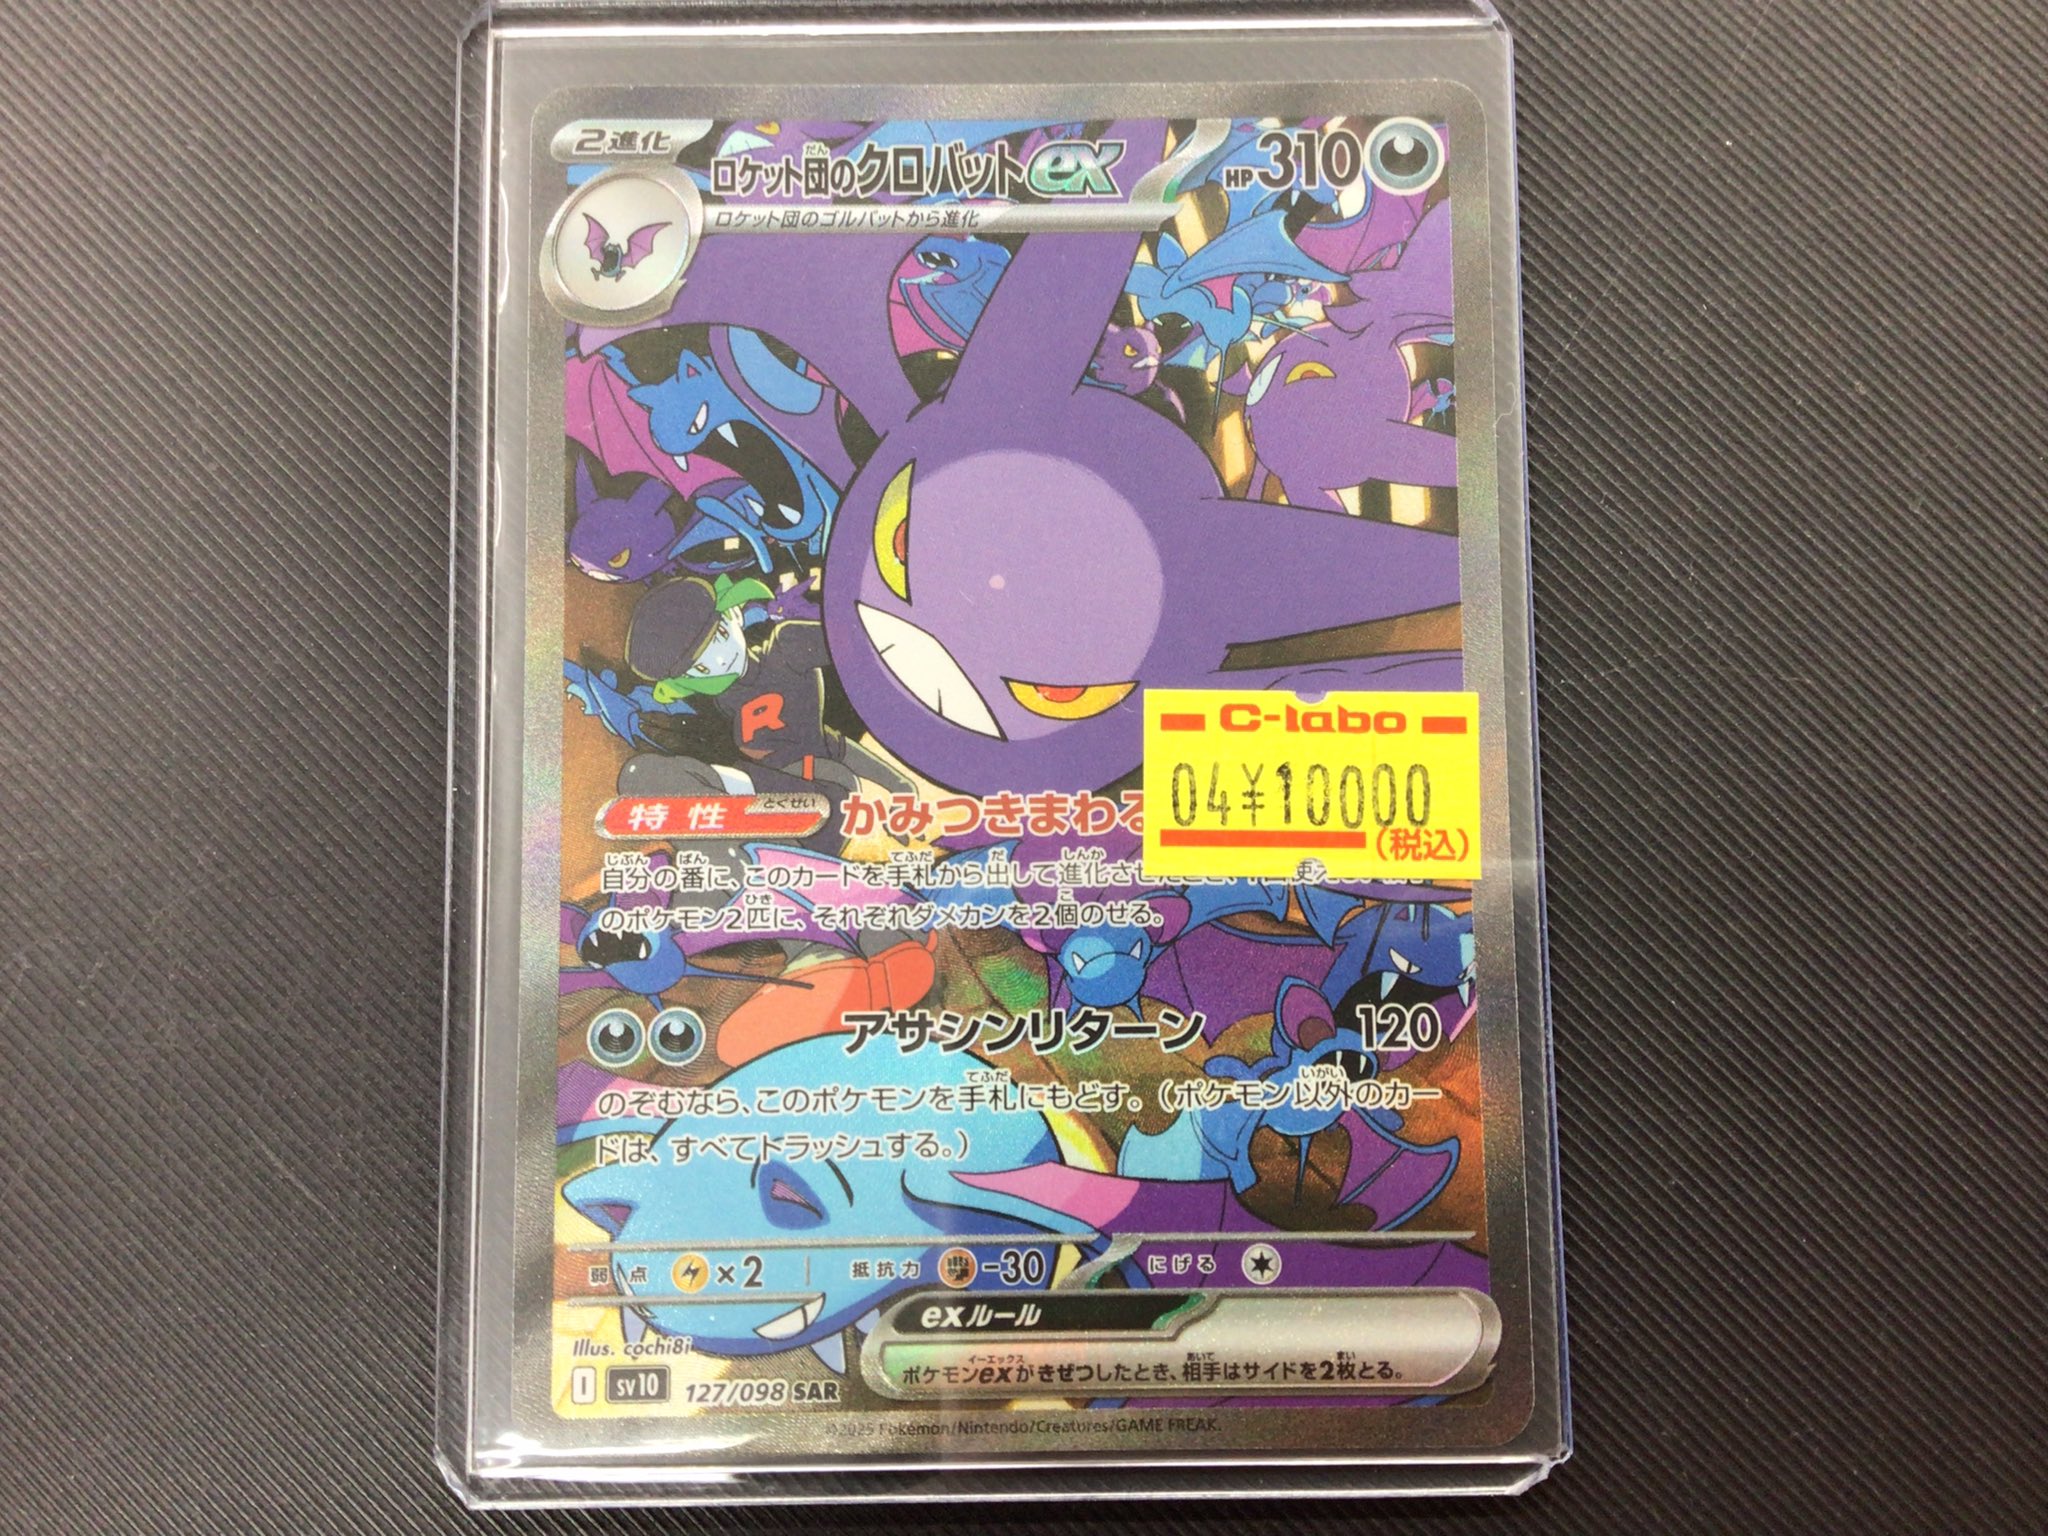 2進化
ロケット団のクロバットex
HP310
ロケット団のゴルバットから進化
R
C-labo
04¥10000
(税込)
特性 とくせい
かみつきまわる
自分の番に、このカードを手札から出して進化させたとき、1回使える。
のポケモン2匹に、それぞれダメカンを2個のせる。
アサシンリターン 120
のぞむなら、このポケモンを手札にもどす。（ポケモン以外のカー
ドは、すべてトラッシュする。）
弱点 ×2 抵抗力 -30 にげる
exルール
ポケモンexがきぜつしたとき、相手はサイドを2枚とる。
Illus. cochi8i
I sv10 127/098 SAR
©2025 Pokémon/Nintendo/Creatures/GAME FREAK.